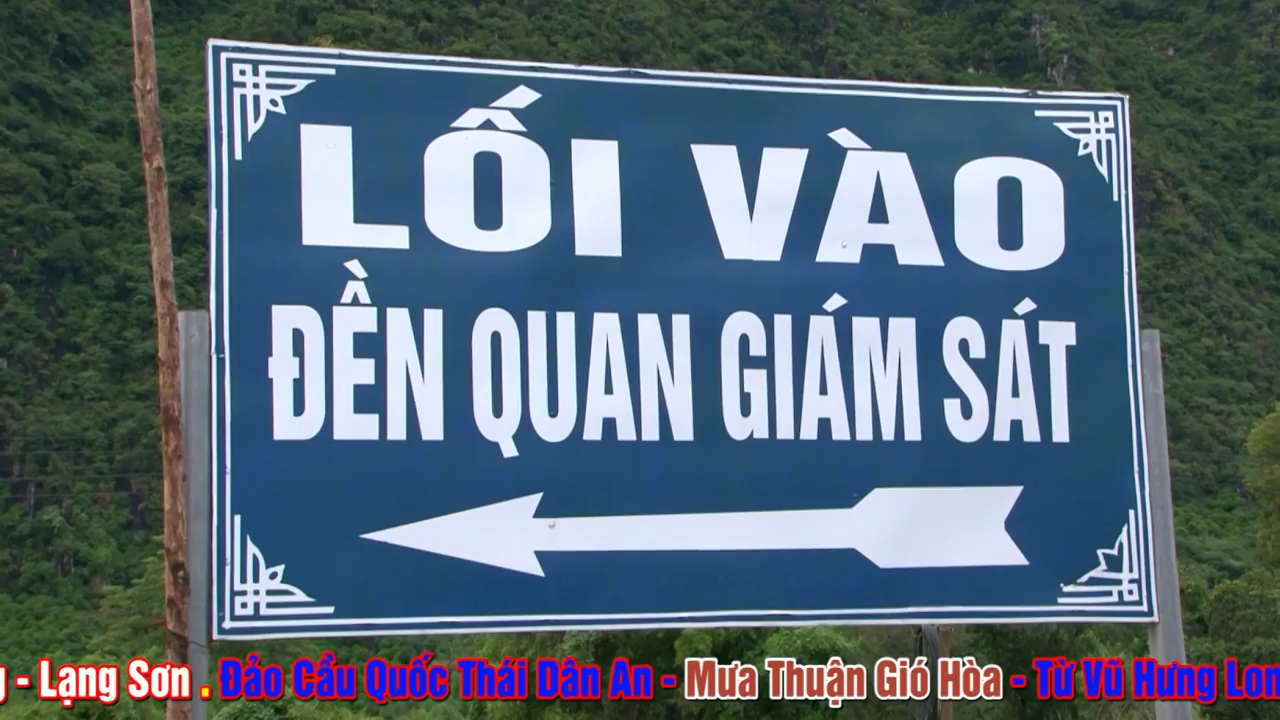 LỐI VÀO
ĐỀN QUAN GIÁM SÁT
- Lạng Sơn . Đảo Cầu Quốc Thái Dân An - Mưa Thuận Gió Hòa - Từ Vũ Hưng